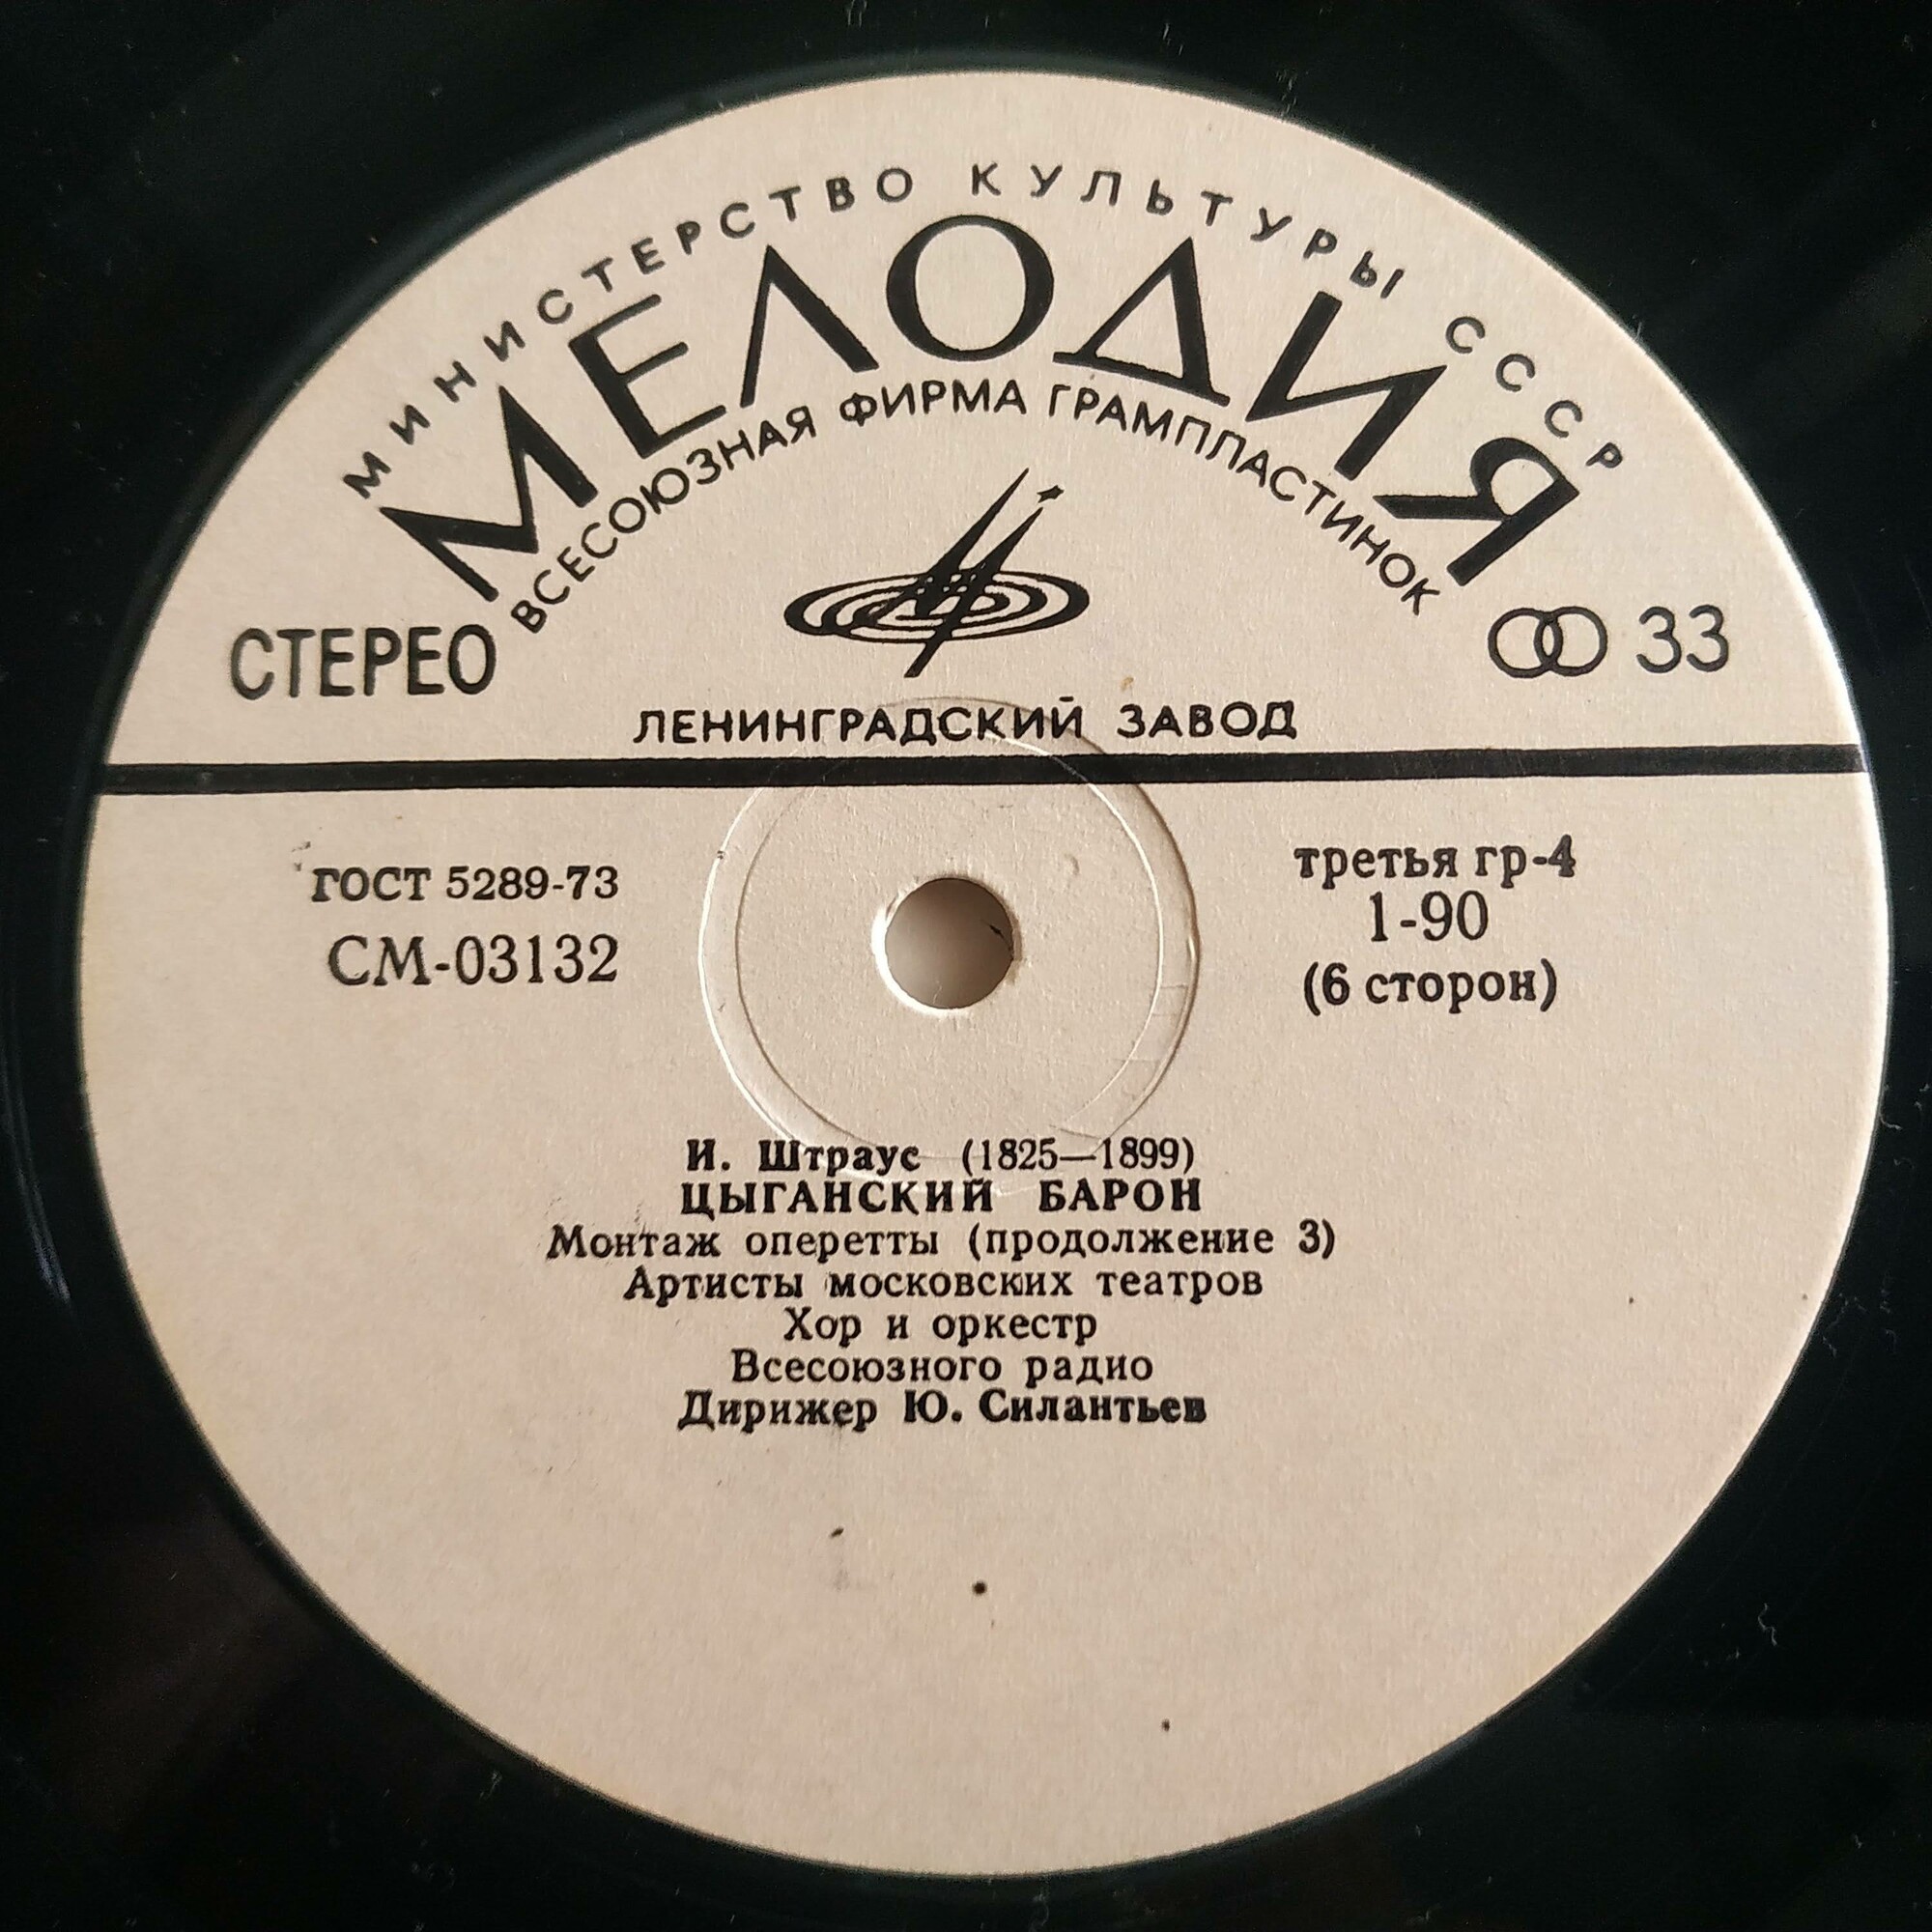 МИНИСТЕРСТВО КУЛЬТУРЫ СССР
МЕЛОДИЯ
ВСЕСОЮЗНАЯ ФИРМА ГРАМПЛАСТИНОК
СТЕРЕО
33
ЛЕНИНГРАДСКИЙ ЗАВОД
ГОСТ 5289-73
СМ-03132
третья гр-4
1-90
(6 сторон)
И. Штраус (1825—1899)
ЦЫГАНСКИЙ БАРОН
Монтаж оперетты (продолжение 3)
Артисты московских театров
Хор и оркестр
Всесоюзного радио
Дирижер Ю. Силантьев